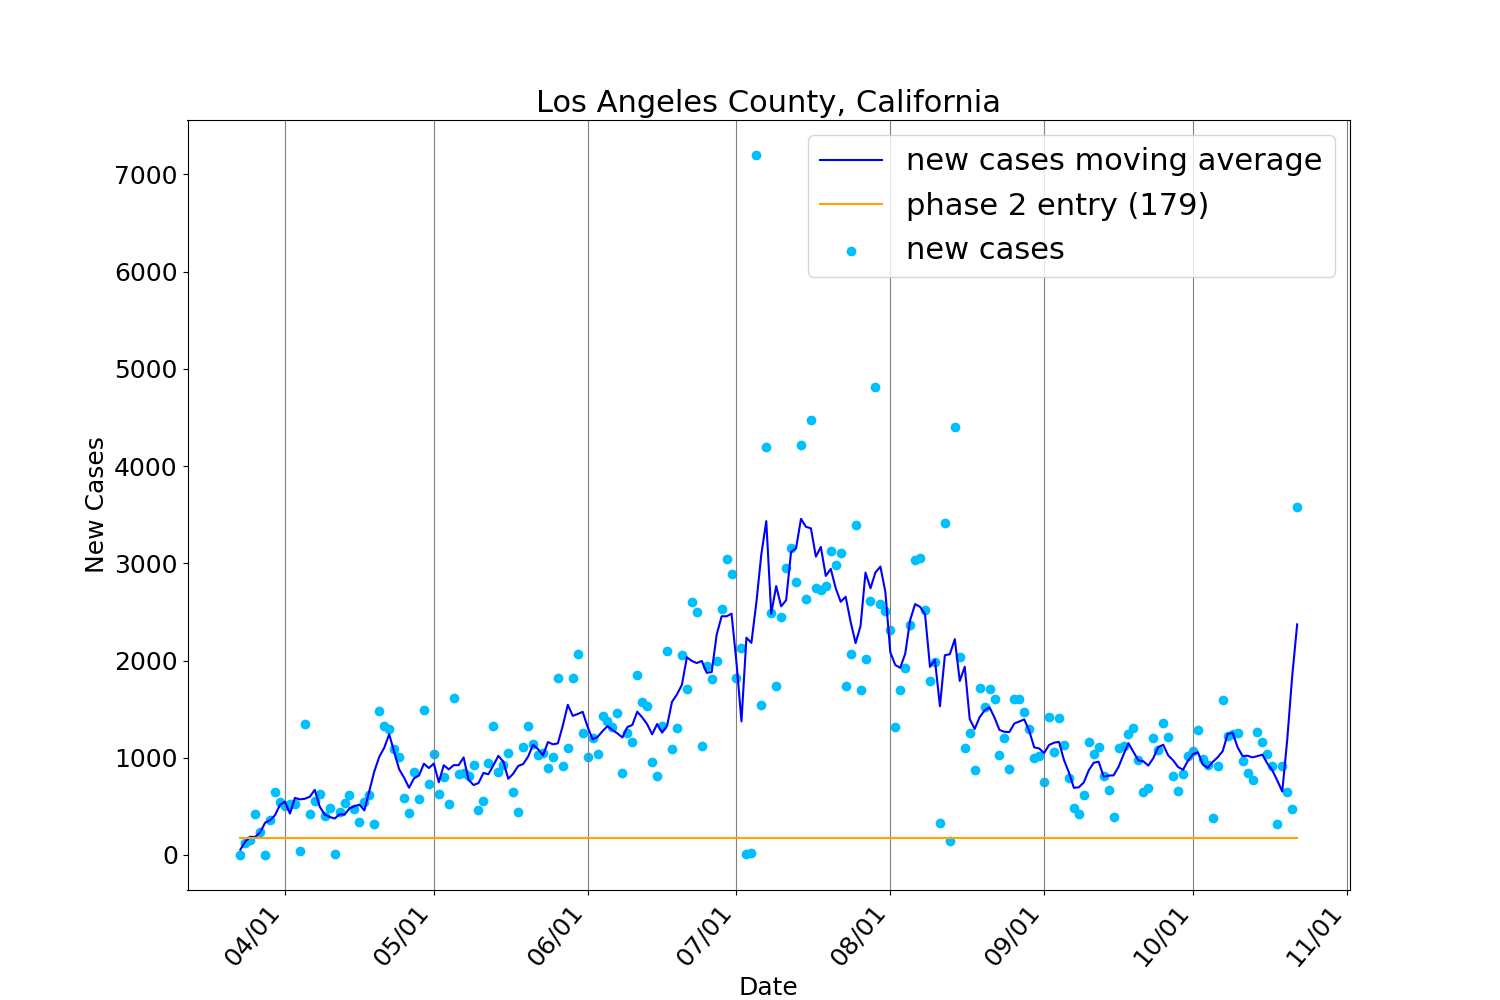 Los Angeles County, California
new cases moving average
phase 2 entry (179)
new cases
7000
6000
5000
4000
3000
2000
1000
0
New Cases
04/01
05/01
06/01
07/01
08/01
09/01
10/01
11/01
Date